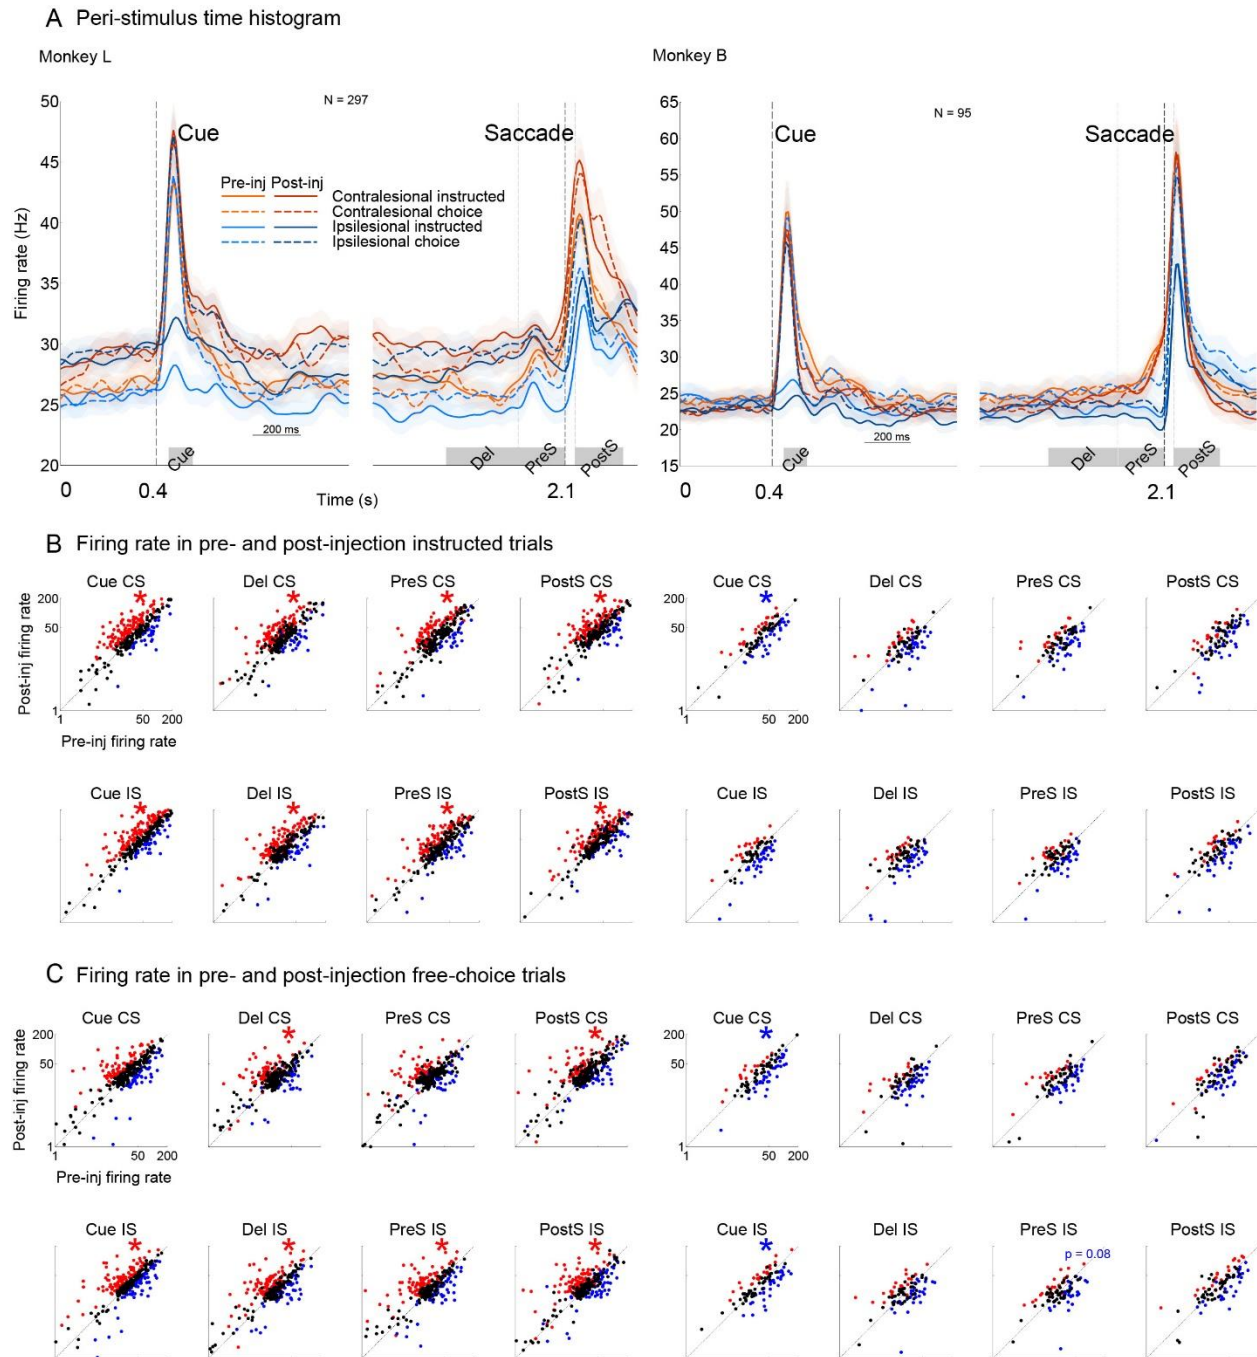 A Peri-stimulus time histogram
Monkey L
Monkey B
50
45
40
35
30
25
20
Firing rate (Hz)
N = 297
Cue
Saccade
Pre-inj Post-inj
Contralesional instructed
Contralesional choice
Ipsilesional instructed
Ipsilesional choice
200 ms
Cue
Del
PreS
PostS
0
0.4
Time (s)
2.1
65
60
55
50
45
40
35
30
25
20
15
N = 95
Cue
Saccade
200 ms
Cue
Del
PreS
PostS
0
0.4
2.1
B Firing rate in pre- and post-injection instructed trials
Cue CS
Del CS
PreS CS
PostS CS
Cue CS
Del CS
PreS CS
PostS CS
* * * * *
200
50
1
Post-inj firing rate
1 50 200
Pre-inj firing rate
200
50
1
1 50 200
Cue IS
Del IS
PreS IS
PostS IS
Cue IS
Del IS
PreS IS
PostS IS
* * * *
C Firing rate in pre- and post-injection free-choice trials
Cue CS
Del CS
PreS CS
PostS CS
Cue CS
Del CS
PreS CS
PostS CS
* * *
200
50
1
Post-inj firing rate
1 50 200
Pre-inj firing rate
200
50
1
1 50 200
Cue IS
Del IS
PreS IS
PostS IS
Cue IS
Del IS
PreS IS
PostS IS
* * * * *
p = 0.08